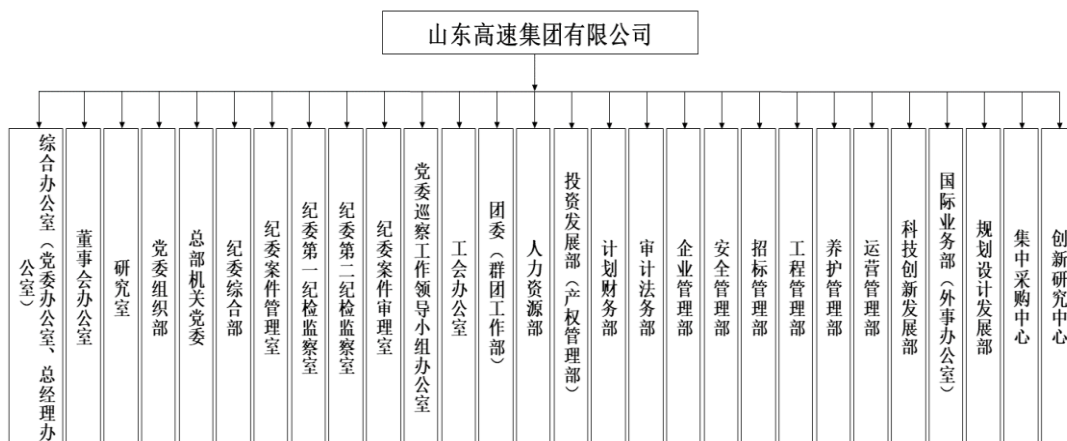 山东高速集团有限公司
综合办公室（党委办公室、总经理办
公室）
董事会办公室
研究室
党委组织部
总部机关党委
纪委综合部
纪委案件管理室
纪委第一纪检监察室
纪委第二纪检监察室
纪委案件审理室
党委巡察工作领导小组办公室
工会办公室
团委（群团工作部）
人力资源部
投资发展部（产权管理部）
计划财务部
审计法务部
企业管理部
安全管理部
招标管理部
工程管理部
养护管理部
运营管理部
科技创新发展部
国际业务部（外事办公室）
规划设计发展部
集中采购中心
创新研究中心